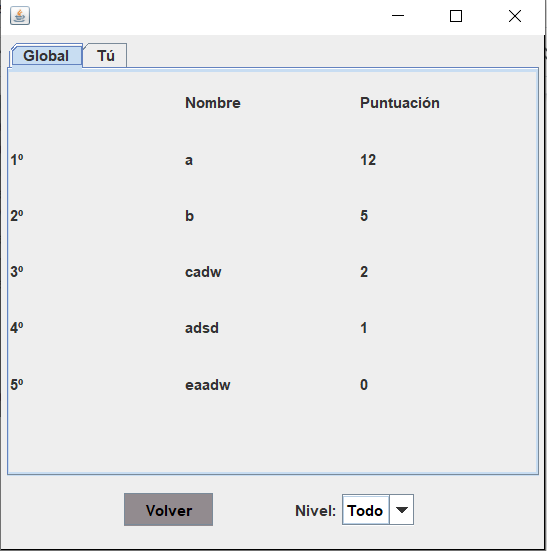 Global Tú
Nombre Puntuación
1º a 12
2º b 5
3º cadw 2
4º adsd 1
5º eaadw 0
Volver Nivel: Todo